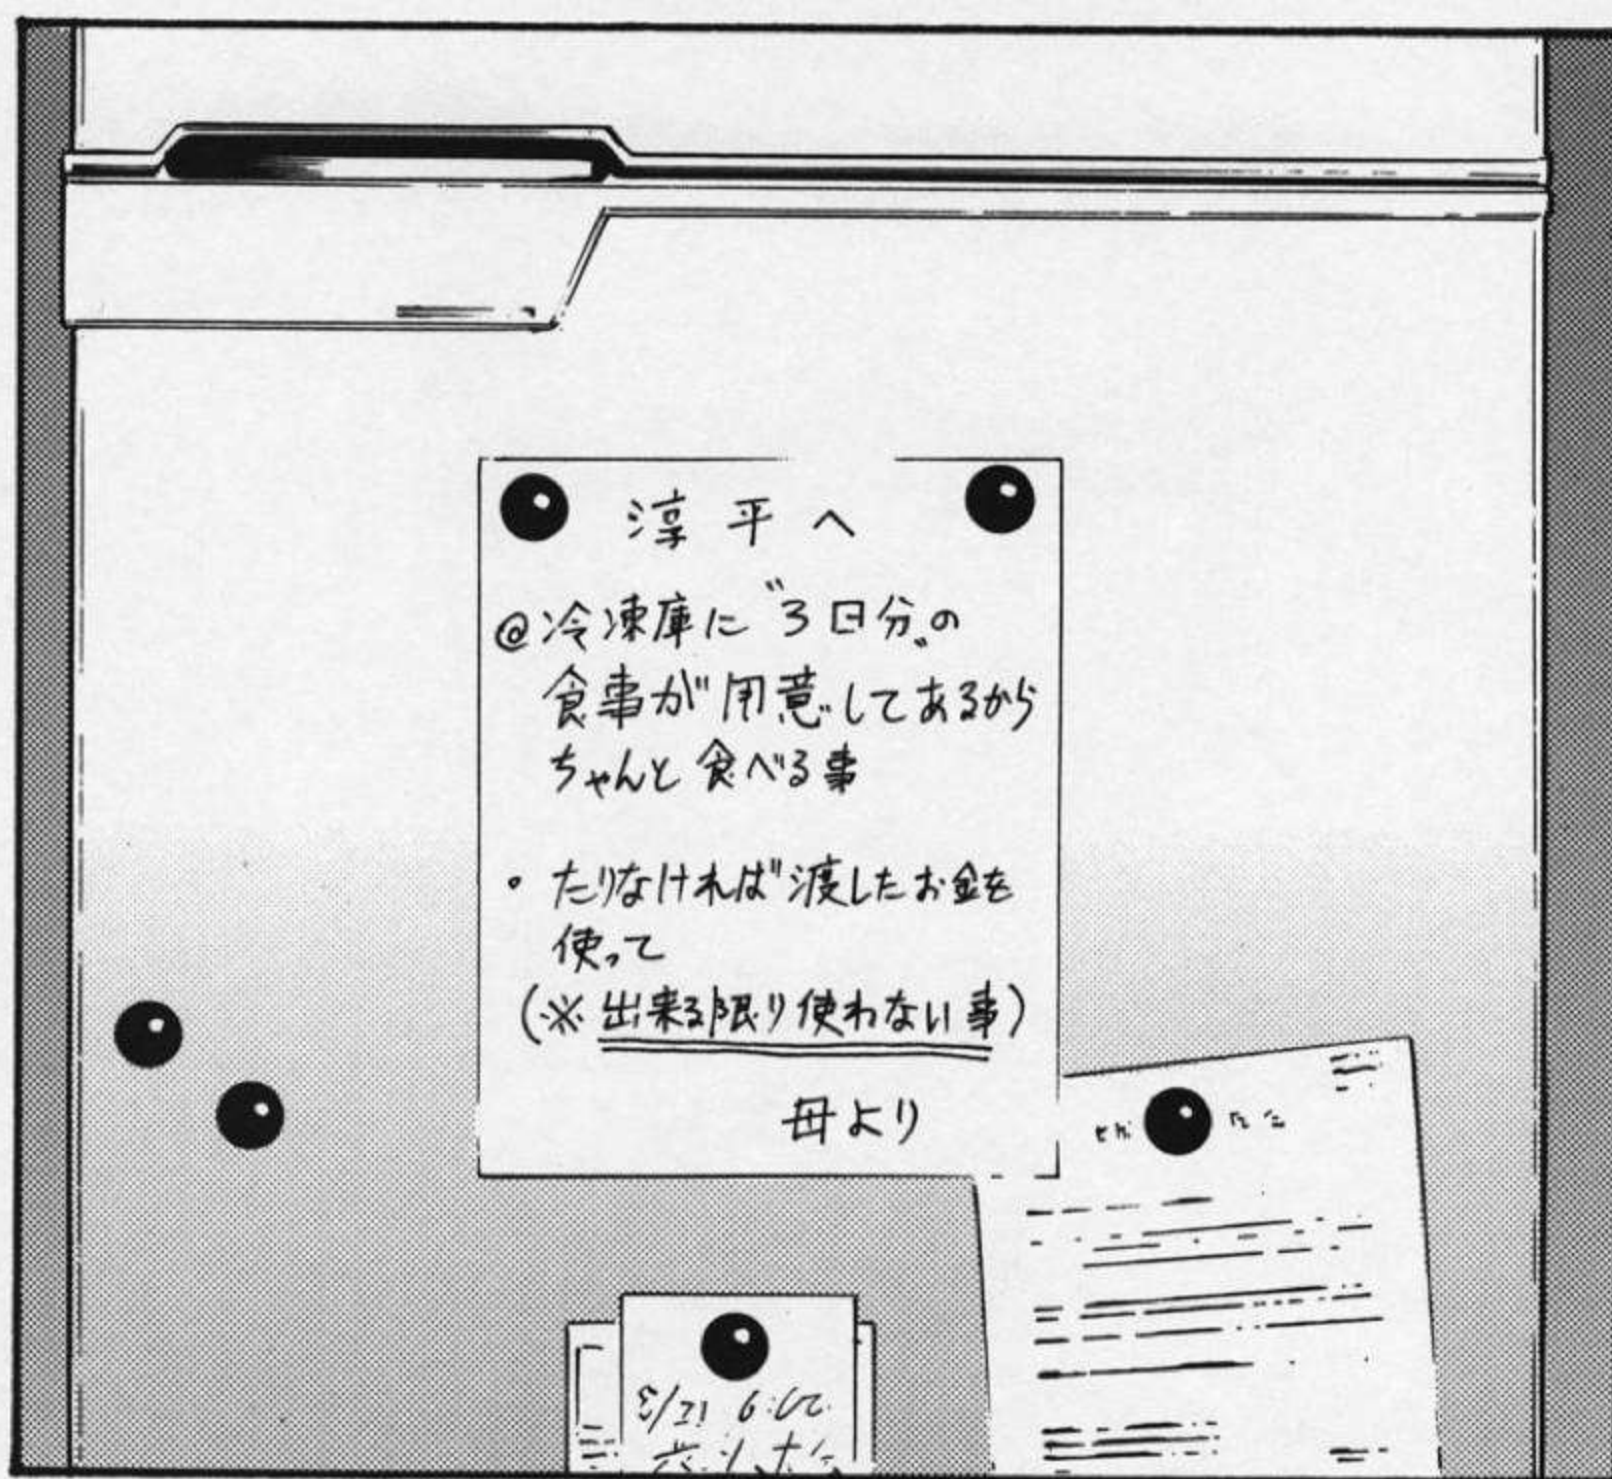 淳平へ
@冷凍庫に〝3日分〟の
食事が用意してあるから
ちゃんと食べる事
・たりなければ渡したお金を
使って
(※出来る限り使わない事)
母より